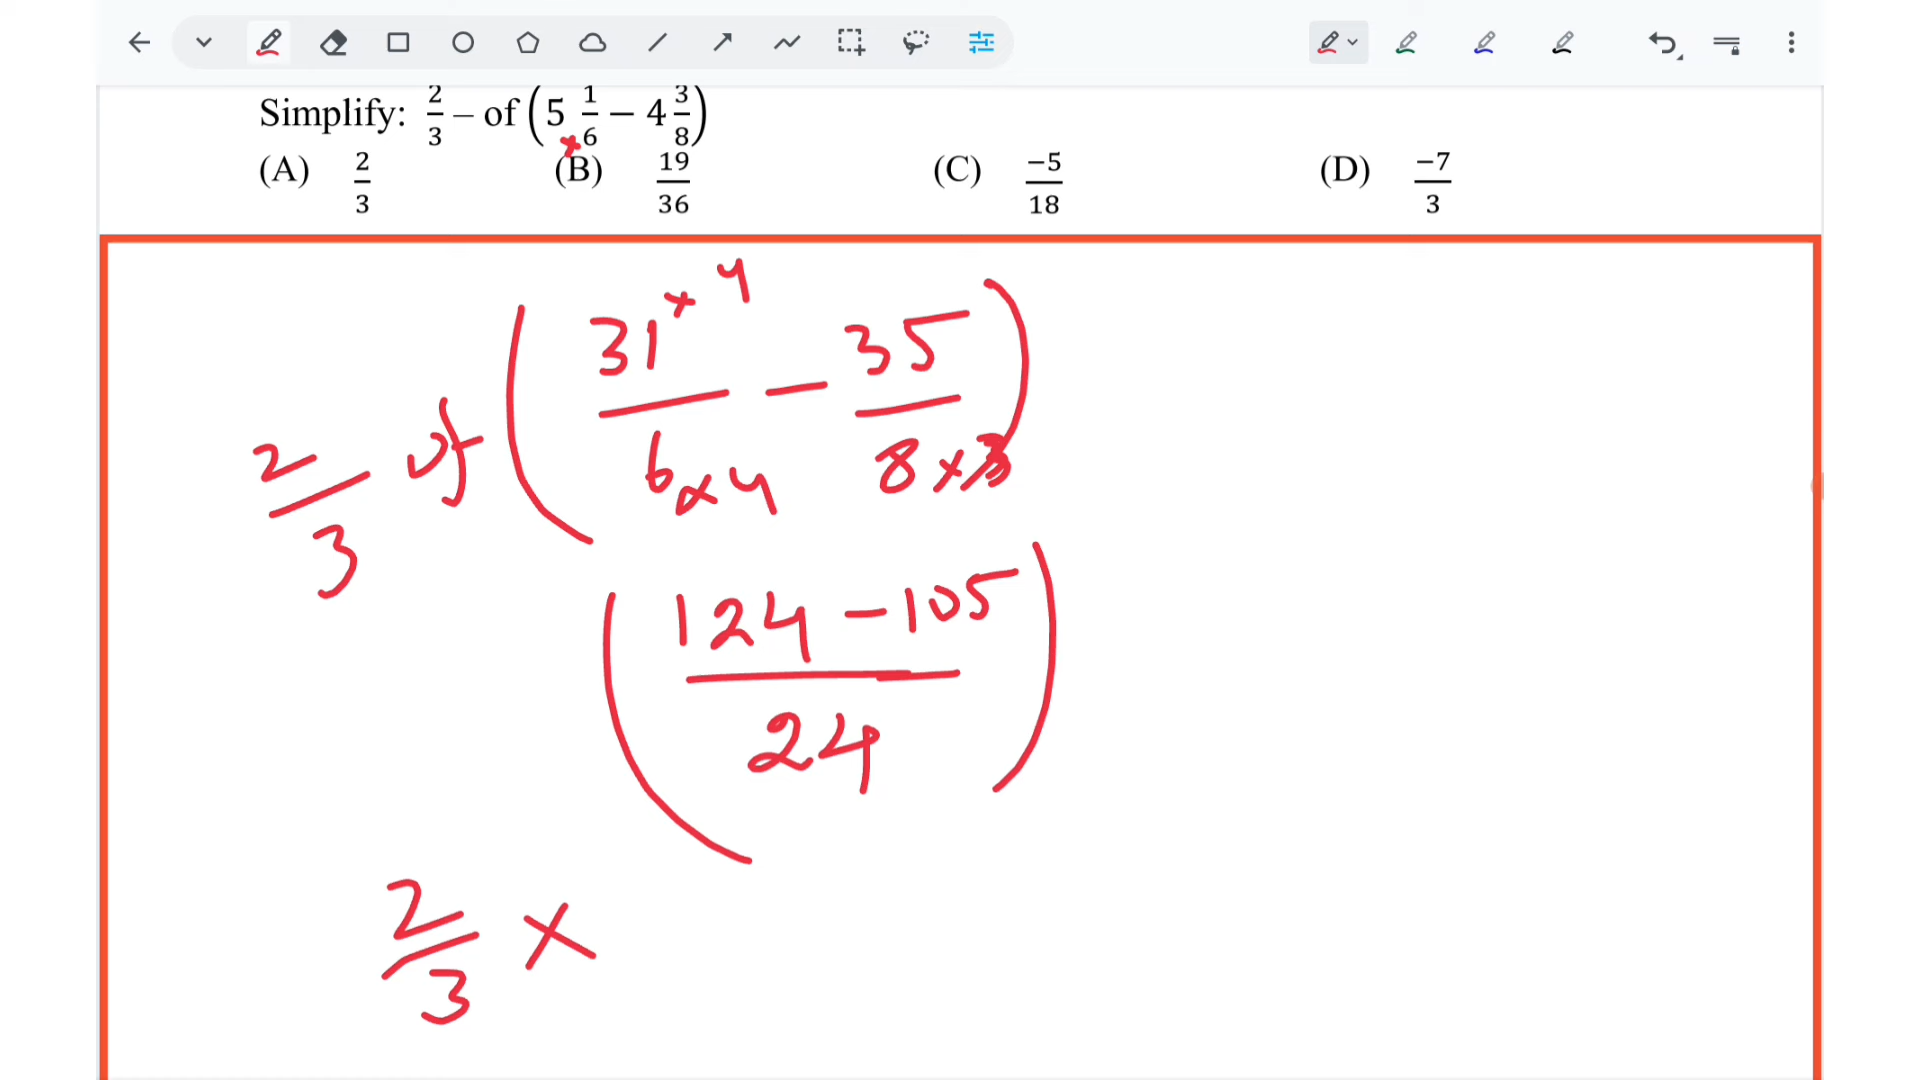 Simplify: 2/3 – of (5 1/6 – 4 3/8)
(A) 2/3 (B) 19/36 (C) –5/18 (D) –7/3
2/3 of (31 × 4 / 6 × 4 – 35 / 8 × 3)
(124 – 105 / 24)
2/3 ×